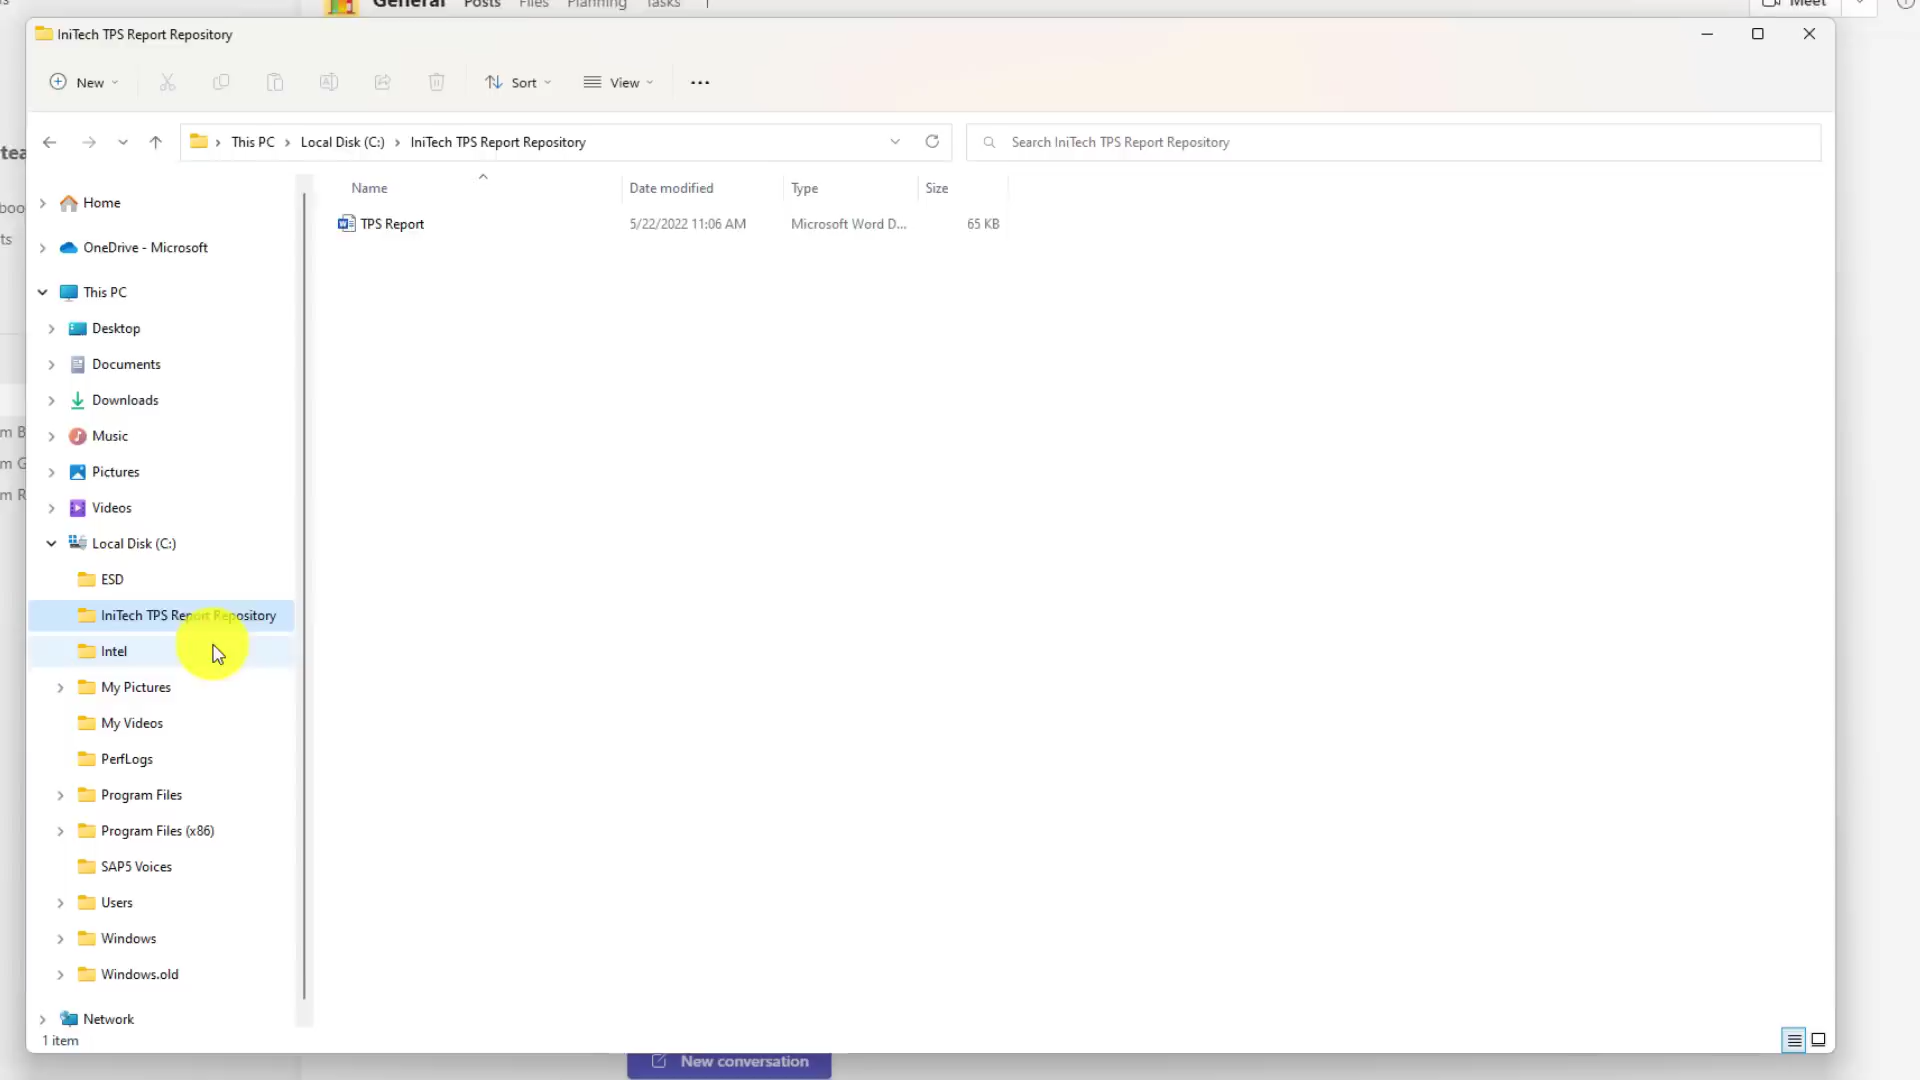 General Posts Files Planning Tasks
Meet
IniTech TPS Report Repository
New Sort View
This PC Local Disk (C:) IniTech TPS Report Repository
Search IniTech TPS Report Repository
Name Date modified Type Size
TPS Report 5/22/2022 11:06 AM Microsoft Word D... 65 KB
Home
OneDrive - Microsoft
This PC
Desktop
Documents
Downloads
Music
Pictures
Videos
Local Disk (C:)
ESD
IniTech TPS Report Repository
Intel
My Pictures
My Videos
PerfLogs
Program Files
Program Files (x86)
SAP5 Voices
Users
Windows
Windows.old
Network
1 item
New conversation